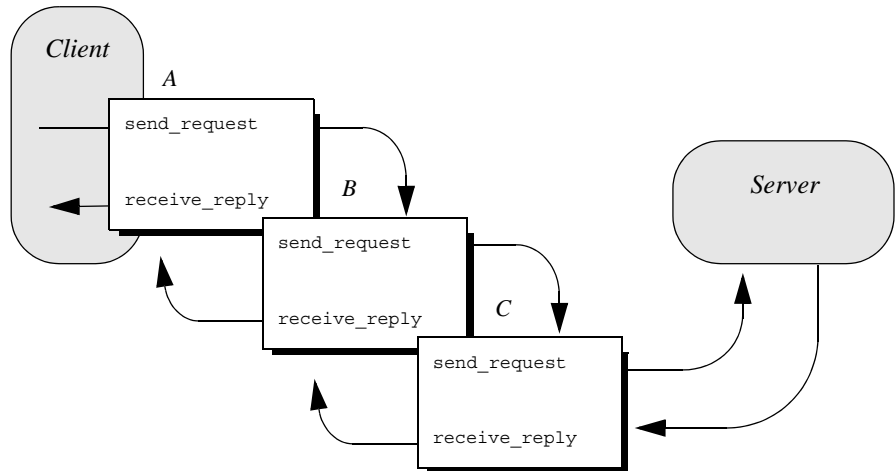 Client
A
send_request
receive_reply
B
send_request
receive_reply
C
send_request
receive_reply
Server